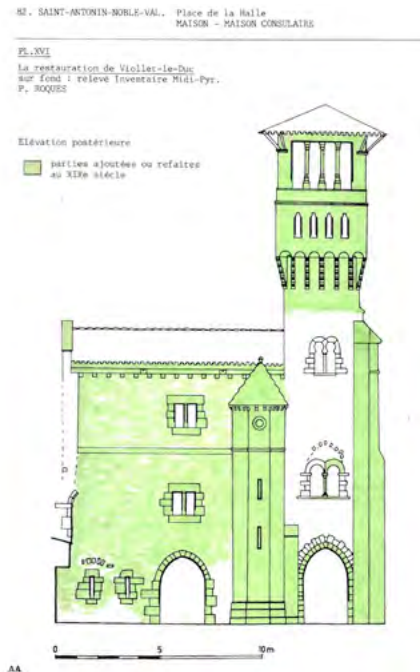 82. SAINT-ANTONIN-NOBLE-VAL. Place de la Halle
MAISON - MAISON CONSULAIRE
PL.XVI
La restauration de Viollet-le-Duc
sur fond : relevé Inventaire Midi-Pyr.
P. ROQUES
Elévation postérieure
parties ajoutées ou refaites
au XIXe siècle
0 5 10m
AA